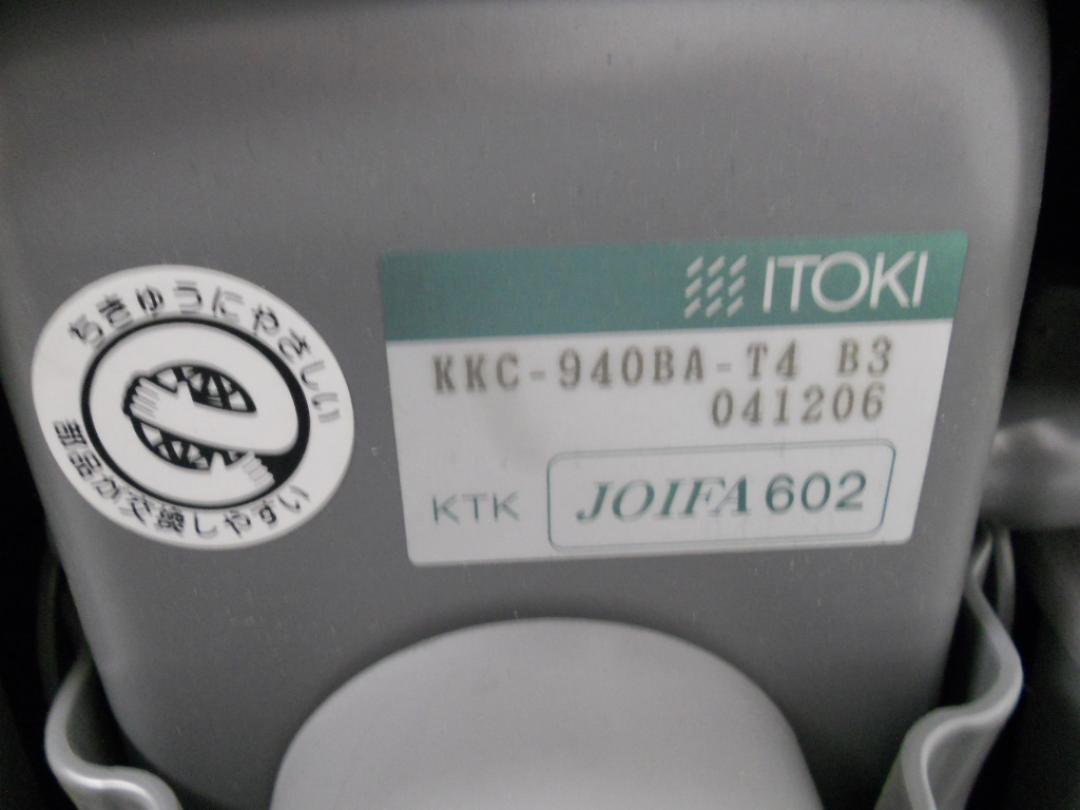 ちきゅうにやさしい
部品が交換しやすい
ITOKI
KKC-940BA-T4 B3
041206
KTK
JOIFA 602